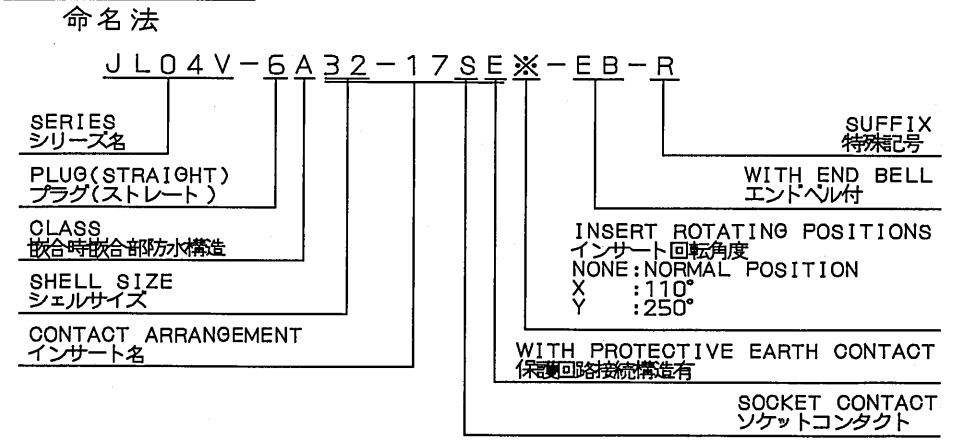 命名法
JL04V-6A32-17SE※-EB-R
SERIES
シリーズ名
PLUG(STRAIGHT)
プラグ(ストレート)
CLASS
嵌合時嵌合部防水構造
SHELL SIZE
シェルサイズ
CONTACT ARRANGEMENT
インサート名
SUFFIX
特殊記号
WITH END BELL
エンドベル付
INSERT ROTATING POSITIONS
インサート回転角度
NONE:NORMAL POSITION
X :110°
Y :250°
WITH PROTECTIVE EARTH CONTACT
保護回路接続構造有
SOCKET CONTACT
ソケットコンタクト